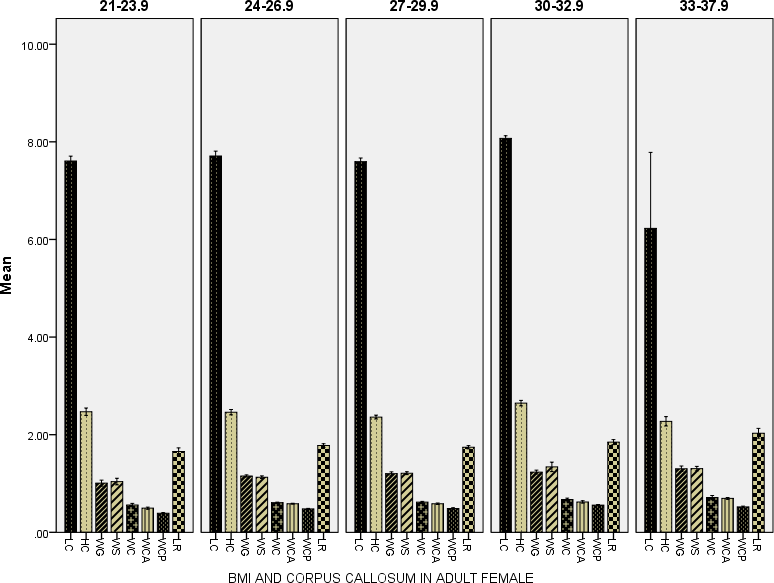 21-23.9 24-26.9 27-29.9 30-32.9 33-37.9
10.00
8.00
6.00
4.00
2.00
.00
Mean
LC HC WG WS WC WCA WCP LR LC HC WG WS WC WCA WCP LR LC HC WG WS WC WCA WCP LR LC HC WG WS WC WCA WCP LR LC HC WG WS WC WCA WCP LR
BMI AND CORPUS CALLOSUM IN ADULT FEMALE